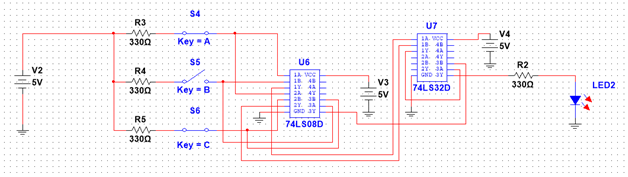 V2
5V
R3
330Ω
S4
Key = A
R4
330Ω
S5
Key = B
R5
330Ω
S6
Key = C
U6
1A VCC
1B 4B
1Y 4A
2A 4Y
2B 3B
2Y 3A
GND 3Y
74LS08D
V3
5V
U7
1A VCC
1B 4B
1Y 4A
2A 4Y
2B 3B
2Y 3A
GND 3Y
74LS32D
V4
5V
R2
330Ω
LED2